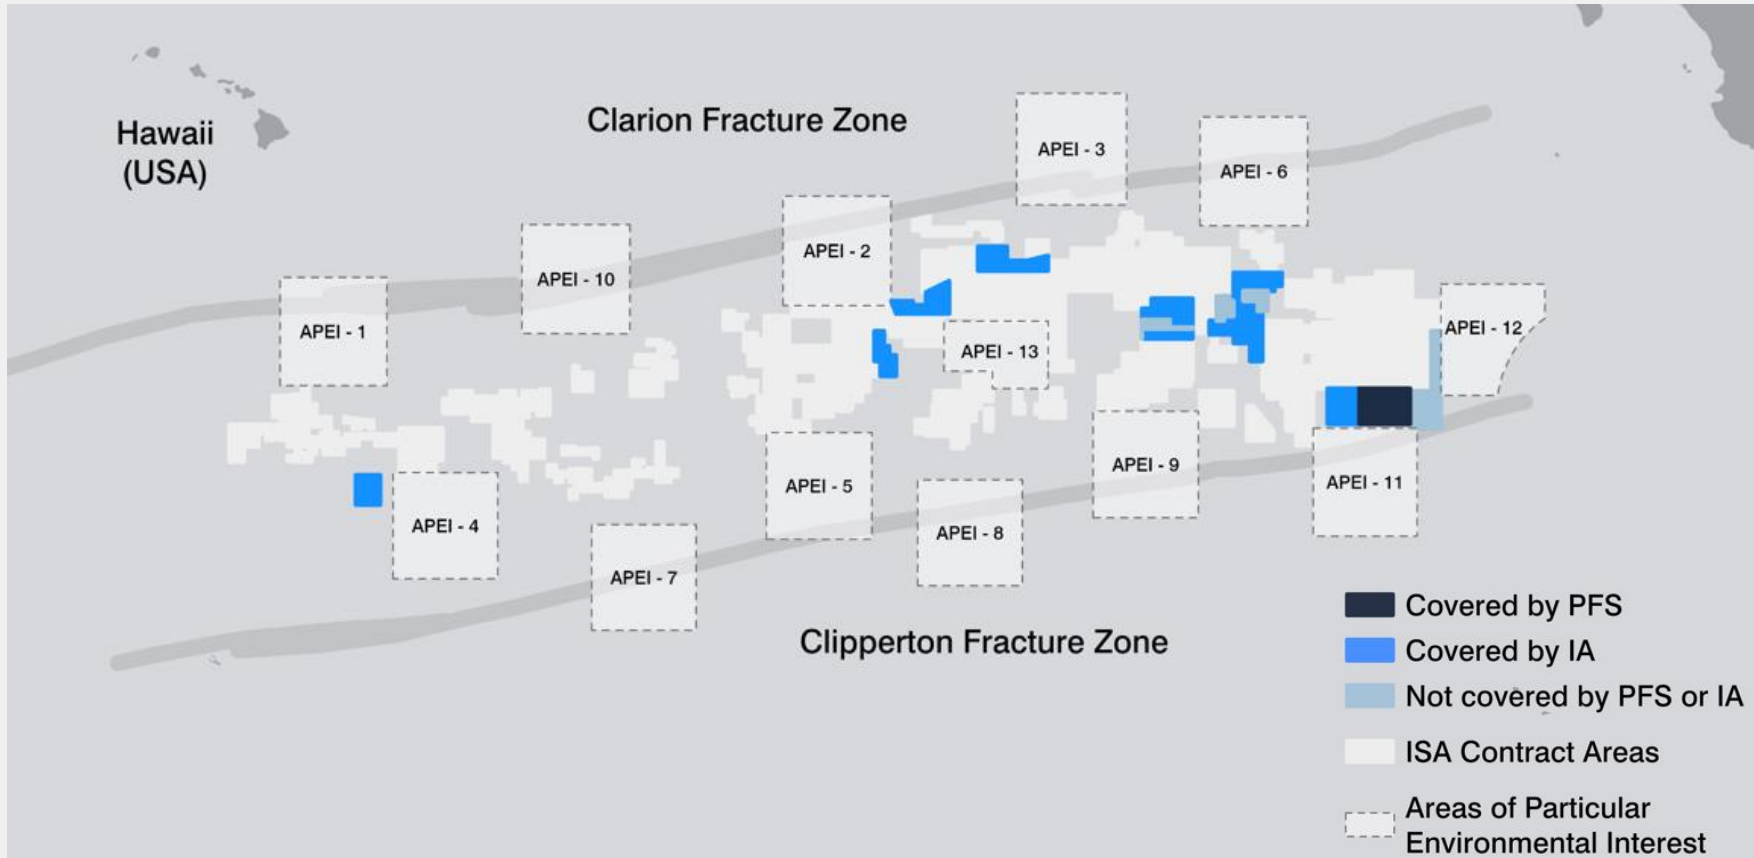 Hawaii
(USA)
Clarion Fracture Zone
APEI - 3
APEI - 6
APEI - 2
APEI - 10
APEI - 1
APEI - 12
APEI - 13
APEI - 9
APEI - 11
APEI - 5
APEI - 4
APEI - 8
APEI - 7
Clipperton Fracture Zone
Covered by PFS
Covered by IA
Not covered by PFS or IA
ISA Contract Areas
Areas of Particular
Environmental Interest